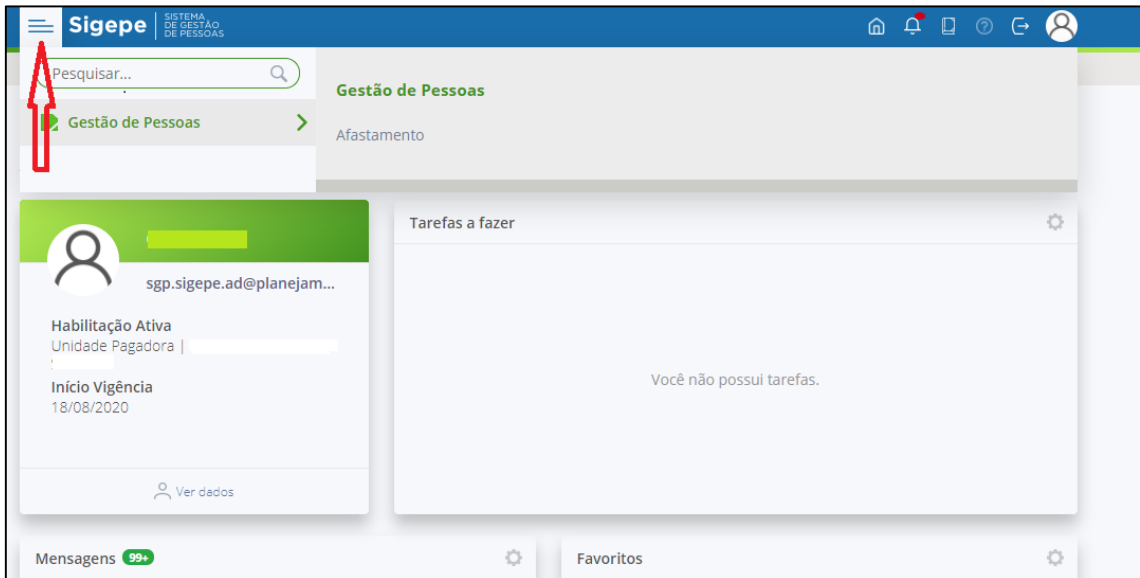 Sigepe
SISTEMA
DE GESTÃO
DE PESSOAS
Pesquisar...
Gestão de Pessoas
Gestão de Pessoas
Afastamento
sgp.sigepe.ad@planejam...
Habilitação Ativa
Unidade Pagadora |
Início Vigência
18/08/2020
Ver dados
Tarefas a fazer
Você não possui tarefas.
Mensagens 99+
Favoritos